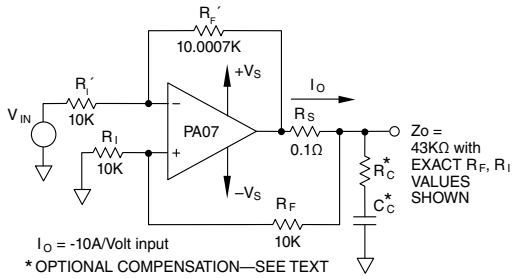 R_F´
10.0007K
+V_S
I_O
R_I´
V_IN
10K
−
PA07
R_S
0.1Ω
Zo =
43KΩ with
EXACT R_F, R_I
VALUES
SHOWN
R_I
10K
+
R_C*
−V_S
C_C*
R_F
10K
I_O = -10A/Volt input
* OPTIONAL COMPENSATION—SEE TEXT